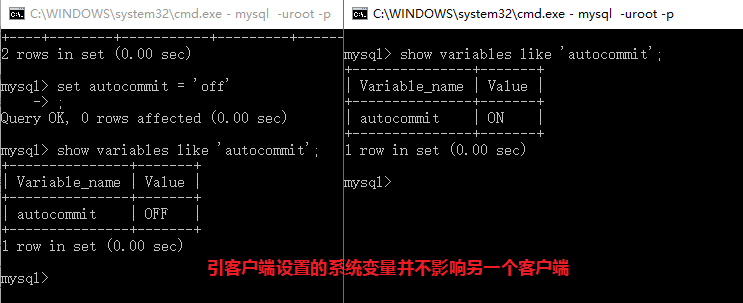 C:\WINDOWS\system32\cmd.exe - mysql  -uroot -p
+----+--------+-----------+---------+------
2 rows in set (0.00 sec)
mysql> set autocommit = 'off'
    -> ;
Query OK, 0 rows affected (0.00 sec)
mysql> show variables like 'autocommit';
+---------------+-------+
| Variable_name | Value |
+---------------+-------+
| autocommit    | OFF   |
+---------------+-------+
1 row in set (0.00 sec)
mysql>
C:\WINDOWS\system32\cmd.exe - mysql  -uroot -p
mysql> show variables like 'autocommit';
+---------------+-------+
| Variable_name | Value |
+---------------+-------+
| autocommit    | ON    |
+---------------+-------+
1 row in set (0.00 sec)
mysql>
引客户端设置的系统变量并不影响另一个客户端